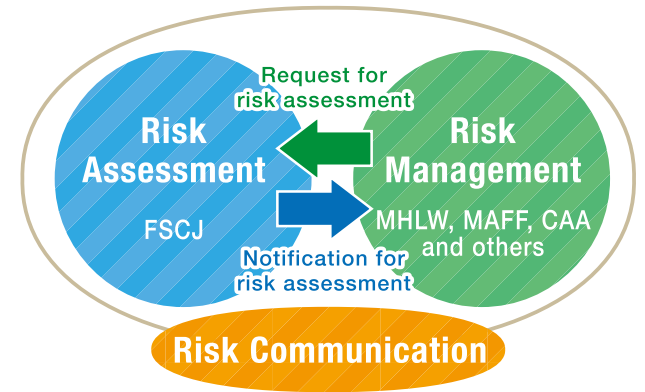 Request for
risk assessment
Risk
Assessment
FSCJ
Risk
Management
MHLW, MAFF, CAA
and others
Notification for
risk assessment
Risk Communication